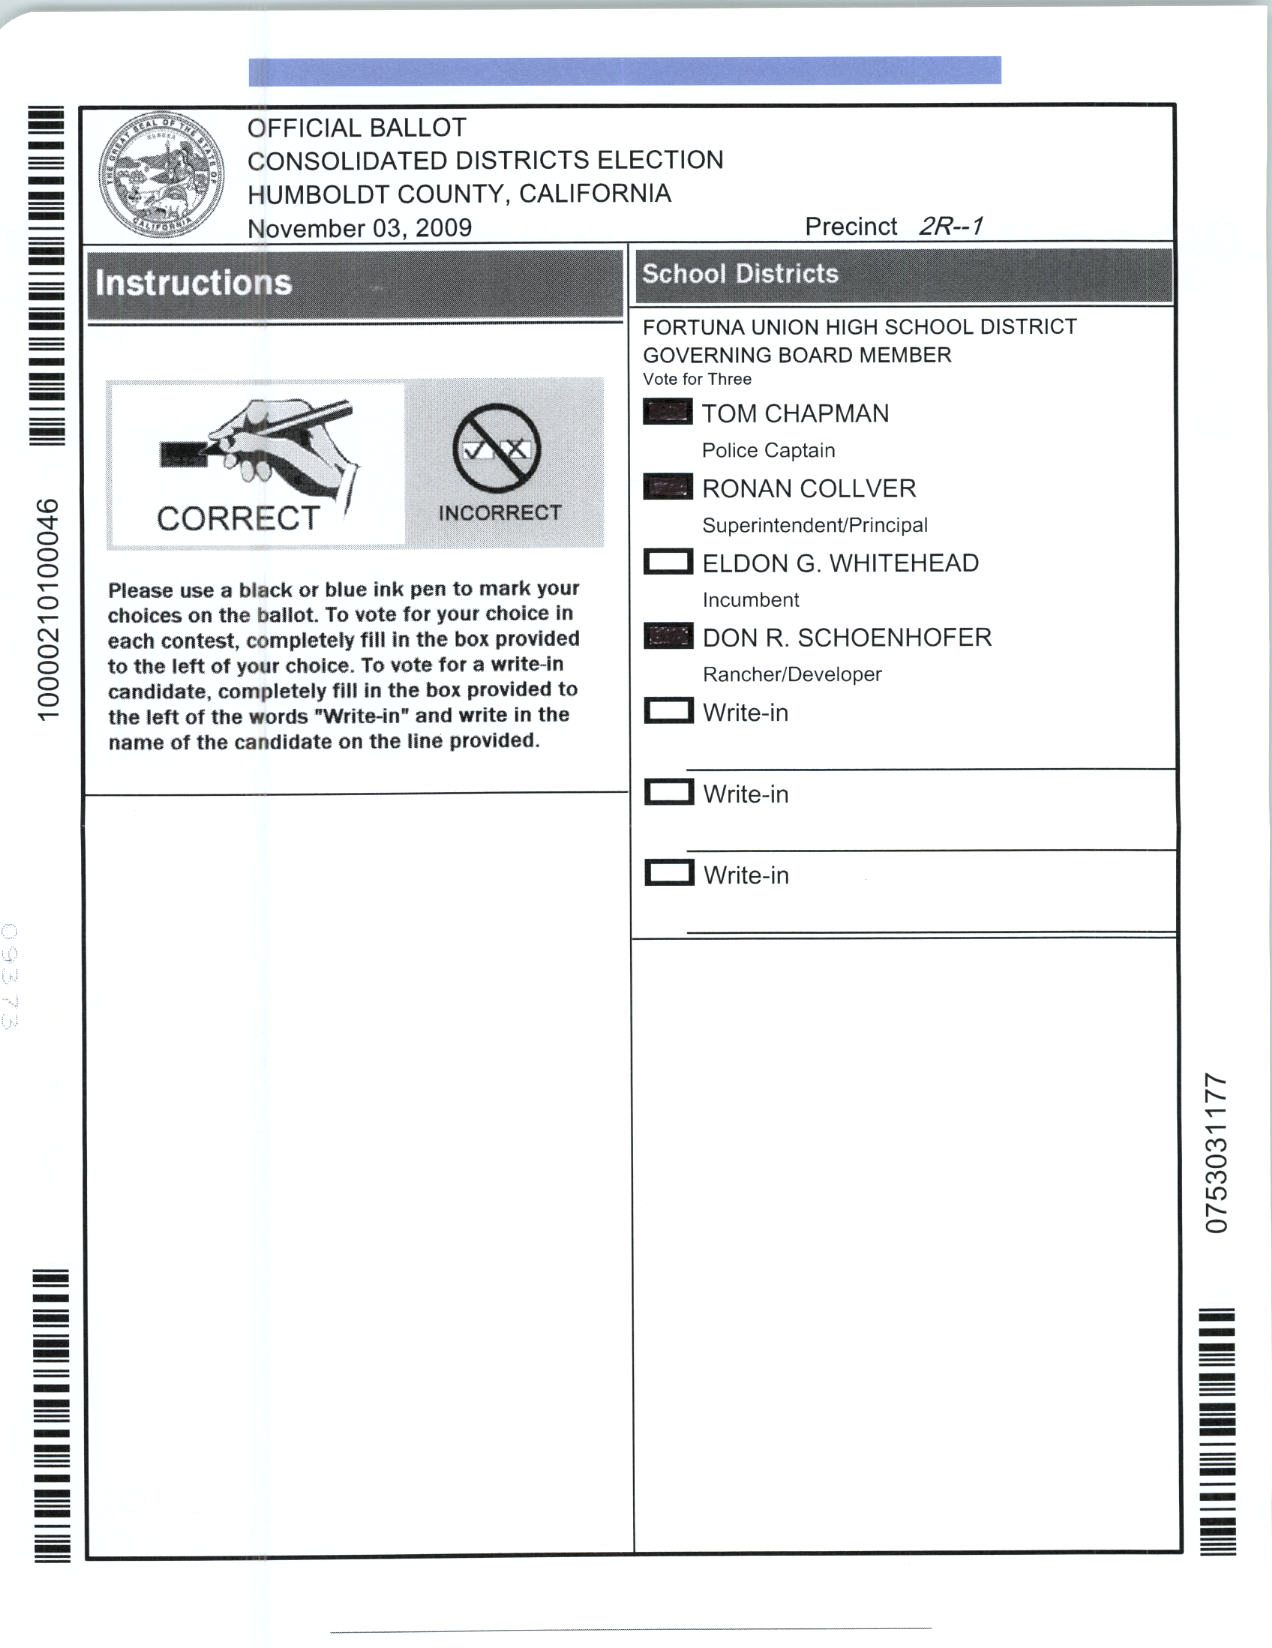 OFFICIAL BALLOT
CONSOLIDATED DISTRICTS ELECTION
HUMBOLDT COUNTY, CALIFORNIA
November 03, 2009
Precinct 2R--1
THE GREAT SEAL OF THE STATE OF CALIFORNIA
EUREKA
Instructions
CORRECT
INCORRECT
Please use a black or blue ink pen to mark your
choices on the ballot. To vote for your choice in
each contest, completely fill in the box provided
to the left of your choice. To vote for a write-in
candidate, completely fill in the box provided to
the left of the words "Write-in" and write in the
name of the candidate on the line provided.
School Districts
FORTUNA UNION HIGH SCHOOL DISTRICT
GOVERNING BOARD MEMBER
Vote for Three
TOM CHAPMAN
Police Captain
RONAN COLLVER
Superintendent/Principal
ELDON G. WHITEHEAD
Incumbent
DON R. SCHOENHOFER
Rancher/Developer
Write-in
Write-in
Write-in
10000210100046
09373
0753031177